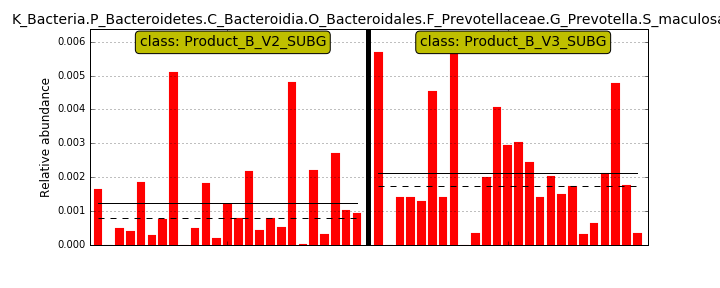 K_Bacteria.P_Bacteroidetes.C_Bacteroidia.O_Bacteroidales.F_Prevotellaceae.G_Prevotella.S_maculosa
class: Product_B_V2_SUBG
class: Product_B_V3_SUBG
Relative abundance
0.006
0.005
0.004
0.003
0.002
0.001
0.000